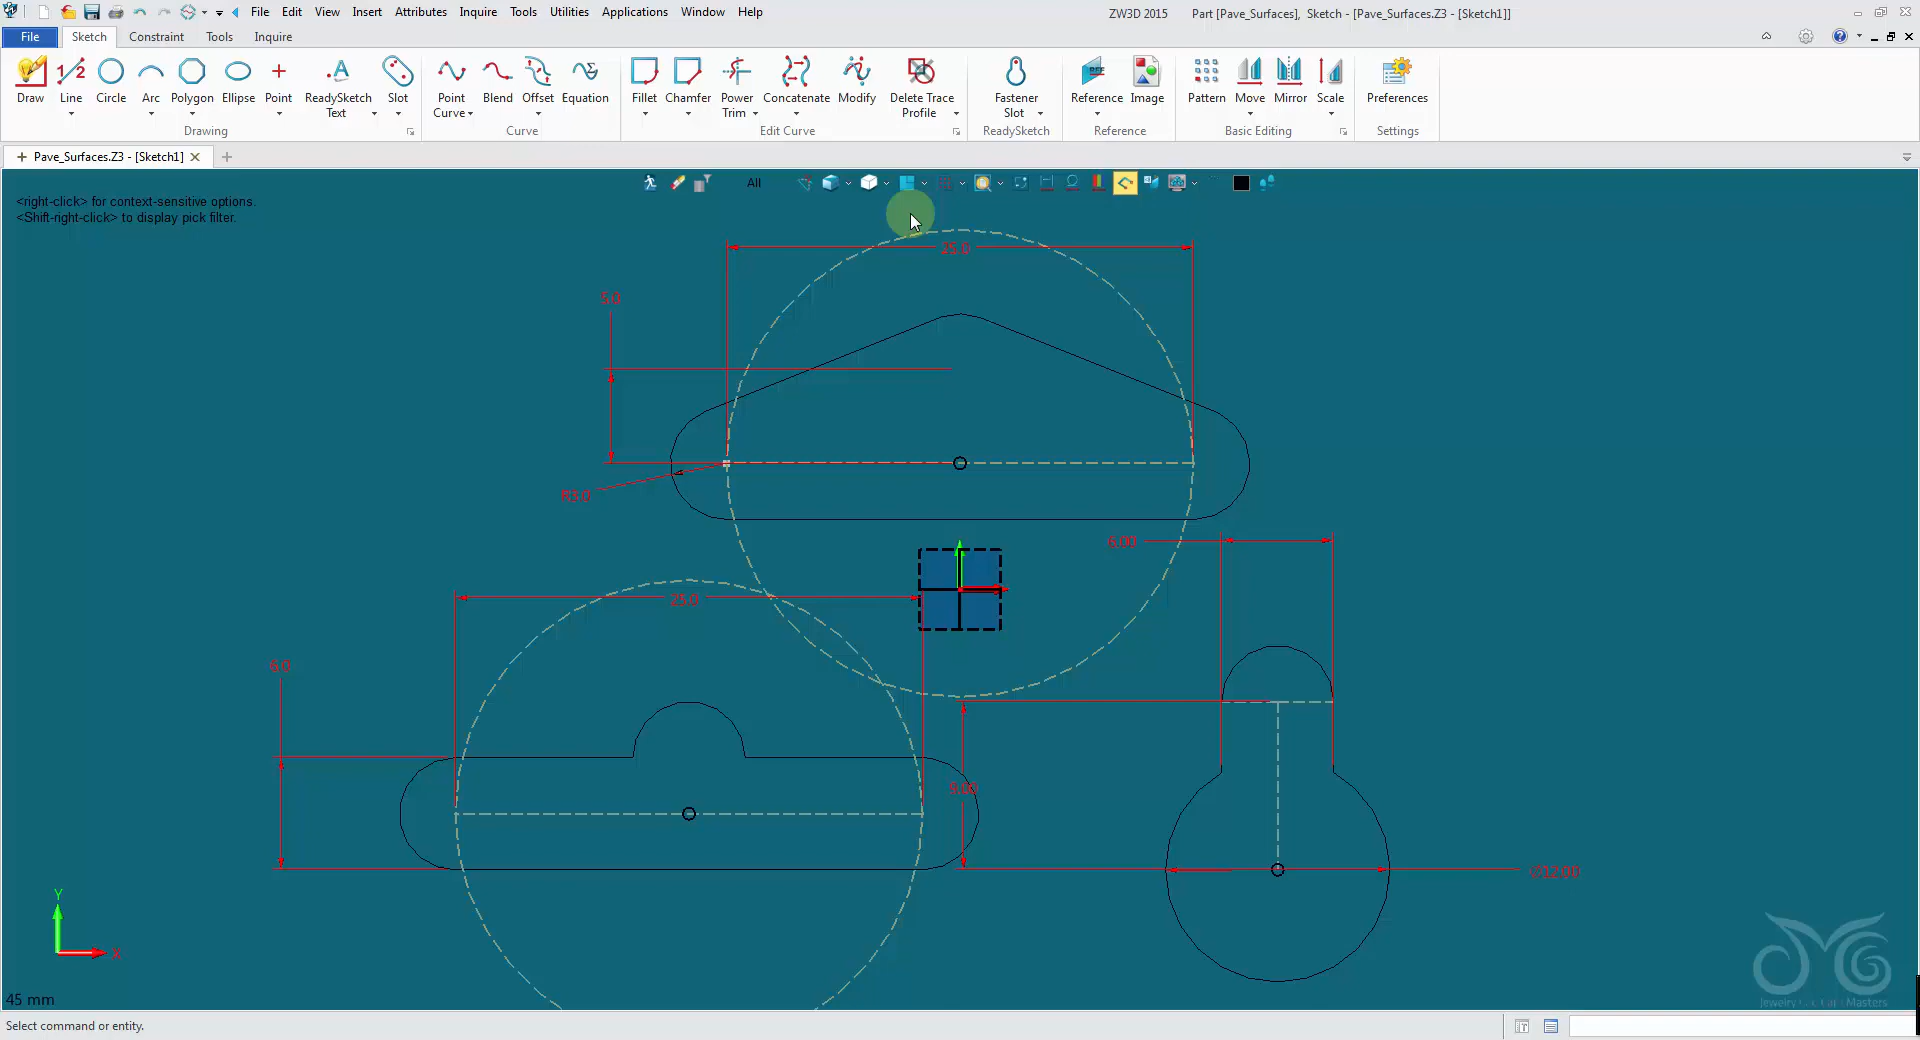 File Edit View Insert Attributes Inquire Tools Utilities Applications Window Help
ZW3D 2015 Part [Pave_Surfaces], Sketch - [Pave_Surfaces.Z3 - [Sketch1]]
File Sketch Constraint Tools Inquire
Draw Line Circle Arc Polygon Ellipse Point ReadySketch Text Slot
Point Curve Blend Offset Equation
Fillet Chamfer Power Trim Concatenate Modify Delete Trace Profile
Fastener Slot Reference Image Pattern Move Mirror Scale Preferences
Drawing Curve Edit Curve ReadySketch Reference Basic Editing Settings
Pave_Surfaces.Z3 - [Sketch1]
All
<right-click> for context-sensitive options.
<Shift-right-click> to display pick filter.
25.0
5.0
R3.0
6.00
25.0
6.0
9.00
∅12.00
Y
X
45 mm
Select command or entity.